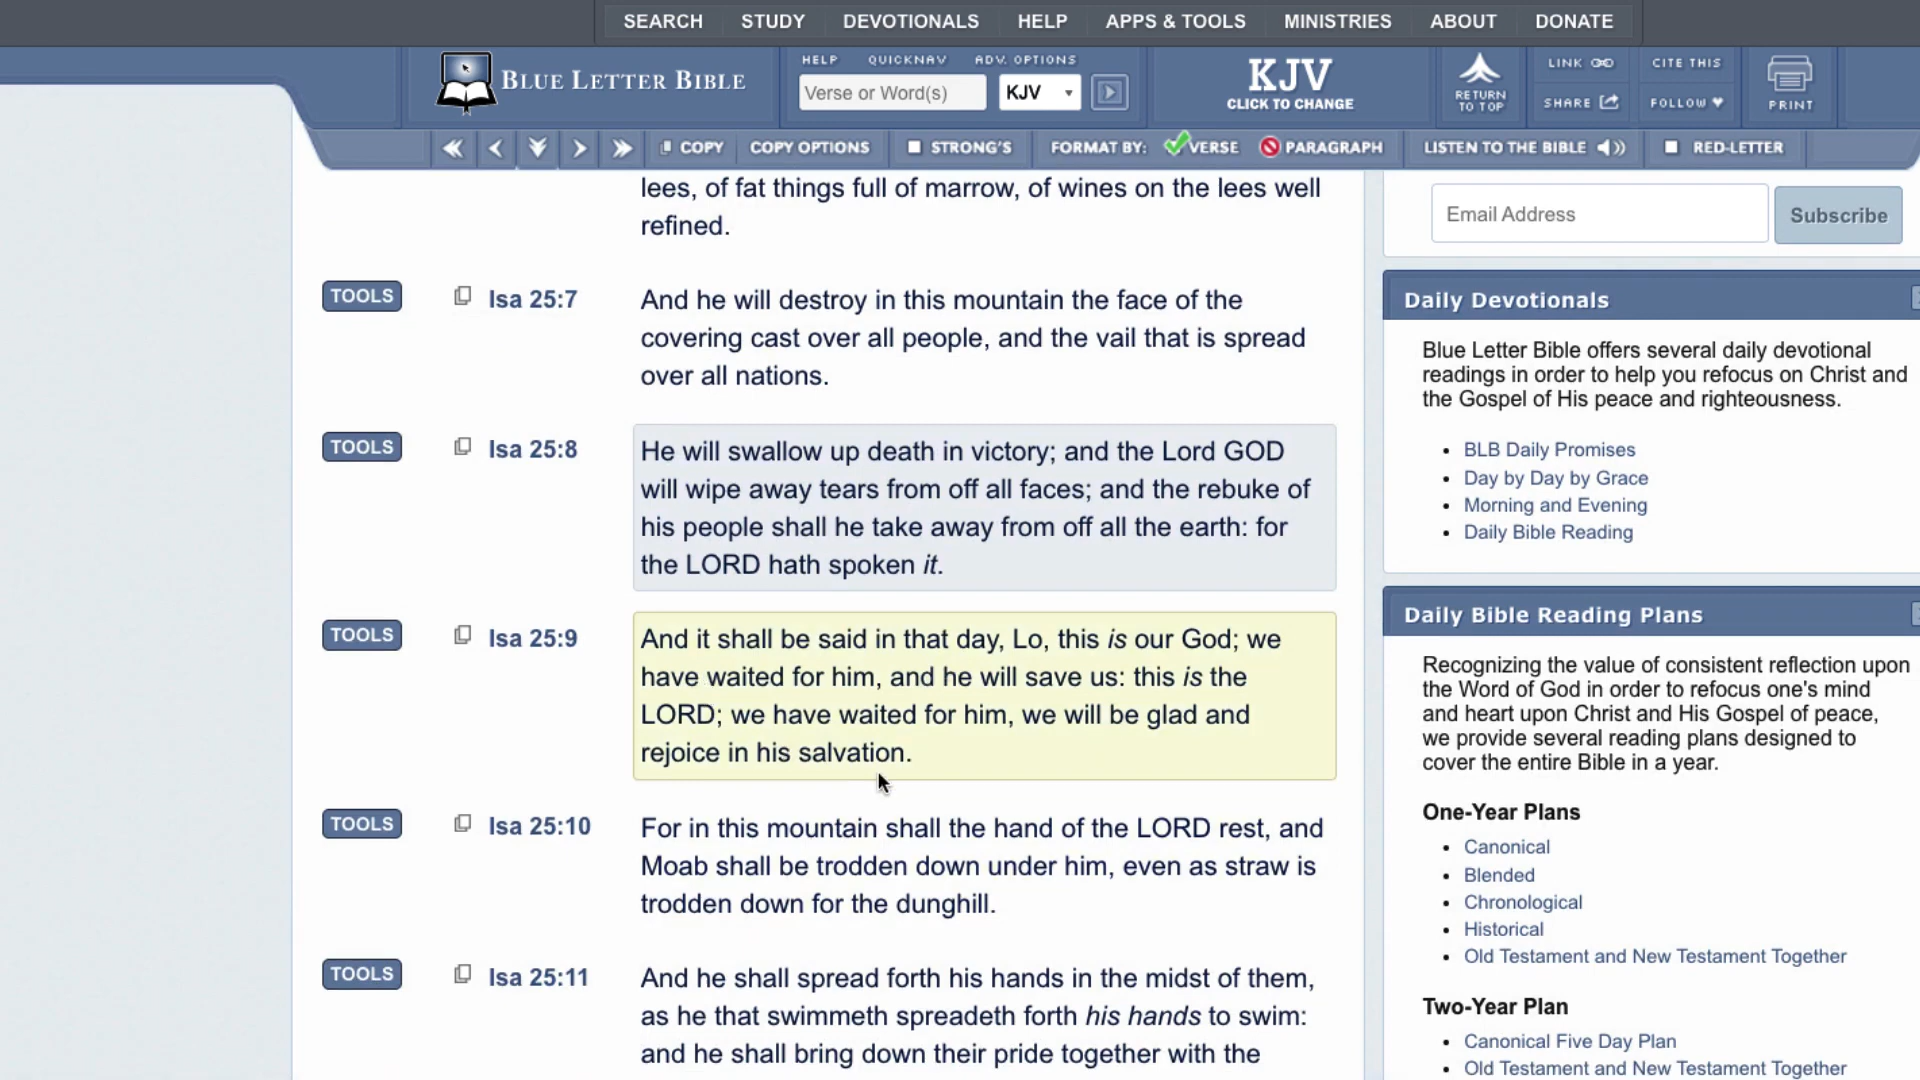 SEARCH STUDY DEVOTIONALS HELP APPS & TOOLS MINISTRIES ABOUT DONATE
BLUE LETTER BIBLE
HELP QUICKNAV ADV. OPTIONS
Verse or Word(s) KJV
KJV
CLICK TO CHANGE
RETURN
TO TOP
LINK
SHARE
CITE THIS
FOLLOW
PRINT
COPY COPY OPTIONS STRONG'S FORMAT BY: VERSE PARAGRAPH LISTEN TO THE BIBLE RED-LETTER
lees, of fat things full of marrow, of wines on the lees well
refined.
TOOLS Isa 25:7 And he will destroy in this mountain the face of the
covering cast over all people, and the vail that is spread
over all nations.
TOOLS Isa 25:8 He will swallow up death in victory; and the Lord GOD
will wipe away tears from off all faces; and the rebuke of
his people shall he take away from off all the earth: for
the LORD hath spoken it.
TOOLS Isa 25:9 And it shall be said in that day, Lo, this is our God; we
have waited for him, and he will save us: this is the
LORD; we have waited for him, we will be glad and
rejoice in his salvation.
TOOLS Isa 25:10 For in this mountain shall the hand of the LORD rest, and
Moab shall be trodden down under him, even as straw is
trodden down for the dunghill.
TOOLS Isa 25:11 And he shall spread forth his hands in the midst of them,
as he that swimmeth spreadeth forth his hands to swim:
and he shall bring down their pride together with the
Email Address Subscribe
Daily Devotionals
Blue Letter Bible offers several daily devotional
readings in order to help you refocus on Christ and
the Gospel of His peace and righteousness.
BLB Daily Promises
Day by Day by Grace
Morning and Evening
Daily Bible Reading
Daily Bible Reading Plans
Recognizing the value of consistent reflection upon
the Word of God in order to refocus one's mind
and heart upon Christ and His Gospel of peace,
we provide several reading plans designed to
cover the entire Bible in a year.
One-Year Plans
Canonical
Blended
Chronological
Historical
Old Testament and New Testament Together
Two-Year Plan
Canonical Five Day Plan
Old Testament and New Testament Together